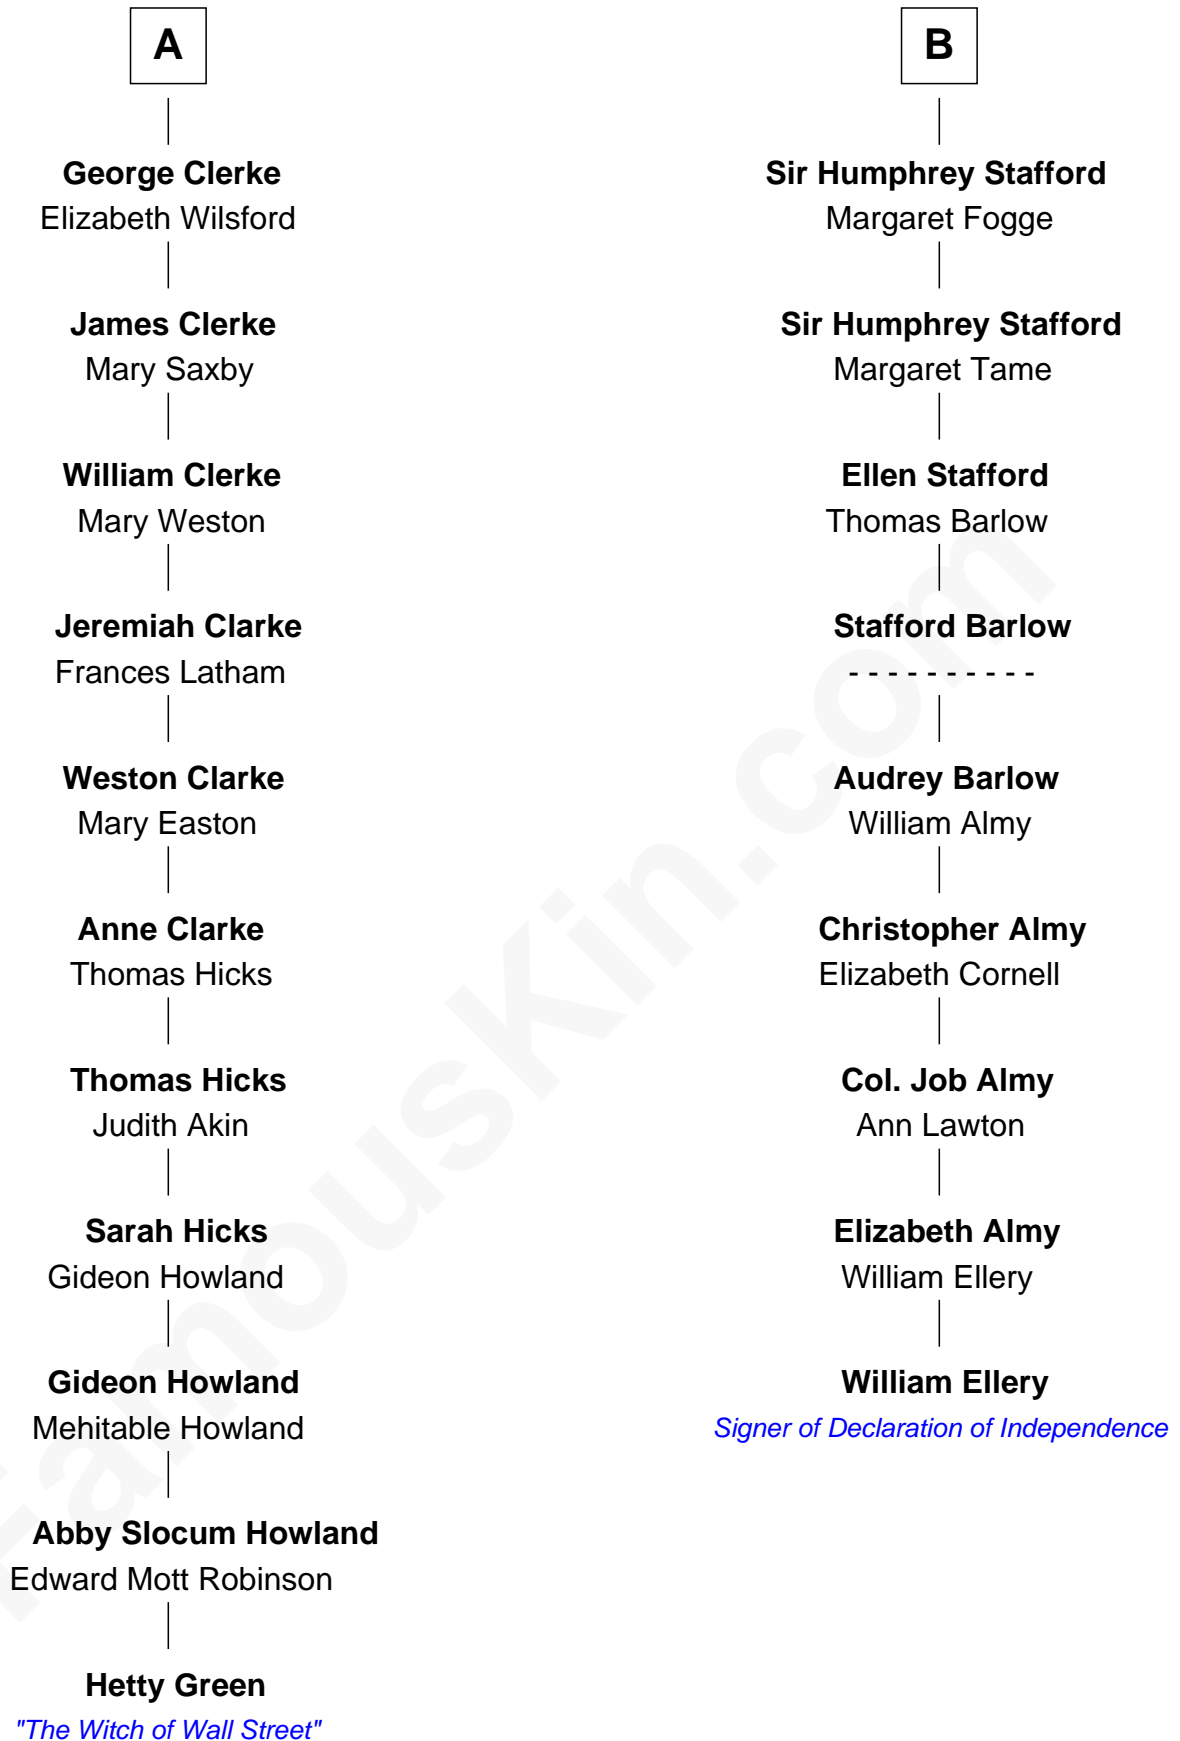 A
George Clerke
Elizabeth Wilsford
James Clerke
Mary Saxby
William Clerke
Mary Weston
Jeremiah Clarke
Frances Latham
Weston Clarke
Mary Easton
Anne Clarke
Thomas Hicks
Thomas Hicks
Judith Akin
Sarah Hicks
Gideon Howland
Gideon Howland
Mehitable Howland
Abby Slocum Howland
Edward Mott Robinson
Hetty Green
"The Witch of Wall Street"
B
Sir Humphrey Stafford
Margaret Fogge
Sir Humphrey Stafford
Margaret Tame
Ellen Stafford
Thomas Barlow
Stafford Barlow
- - - - - - - - - -
Audrey Barlow
William Almy
Christopher Almy
Elizabeth Cornell
Col. Job Almy
Ann Lawton
Elizabeth Almy
William Ellery
William Ellery
Signer of Declaration of Independence
FamousKin.com